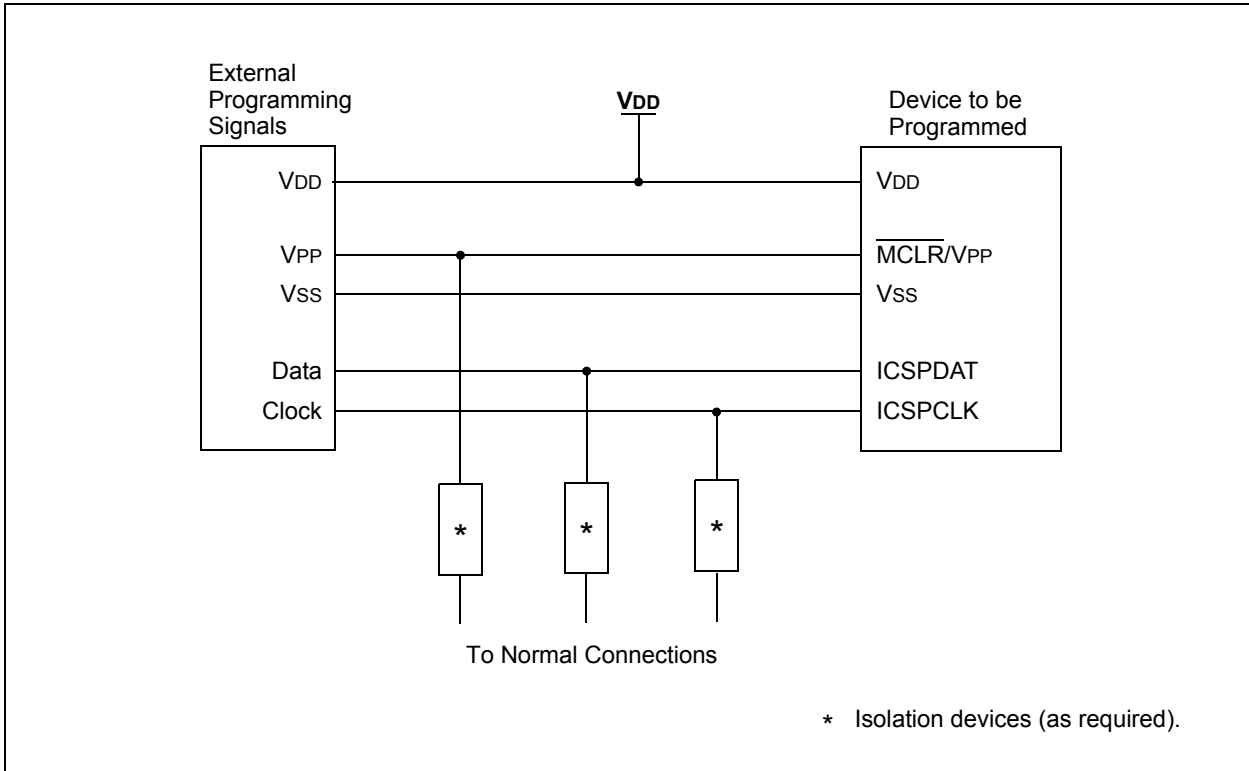 External
Programming
Signals
VDD
Device to be
Programmed
VDD
VDD
VPP
MCLR/VPP
VSS
VSS
Data
ICSPDAT
Clock
ICSPCLK
*
*
*
To Normal Connections
* Isolation devices (as required).